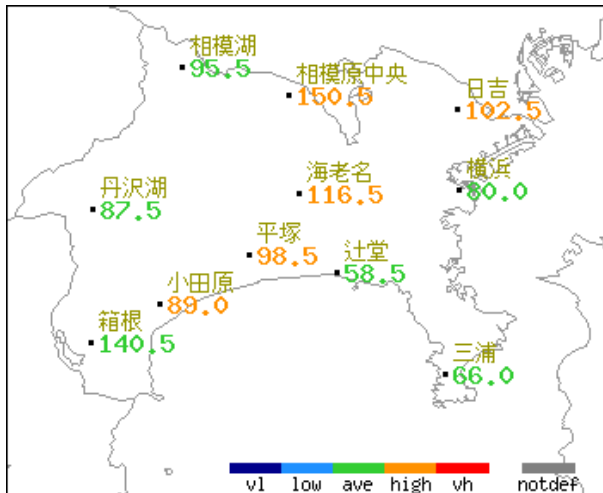 相模湖
95.5
相模原中央
150.5
日吉
102.5
海老名
116.5
横浜
80.0
丹沢湖
87.5
平塚
98.5
辻堂
58.5
小田原
89.0
箱根
140.5
三浦
66.0
vl low ave high vh notdef